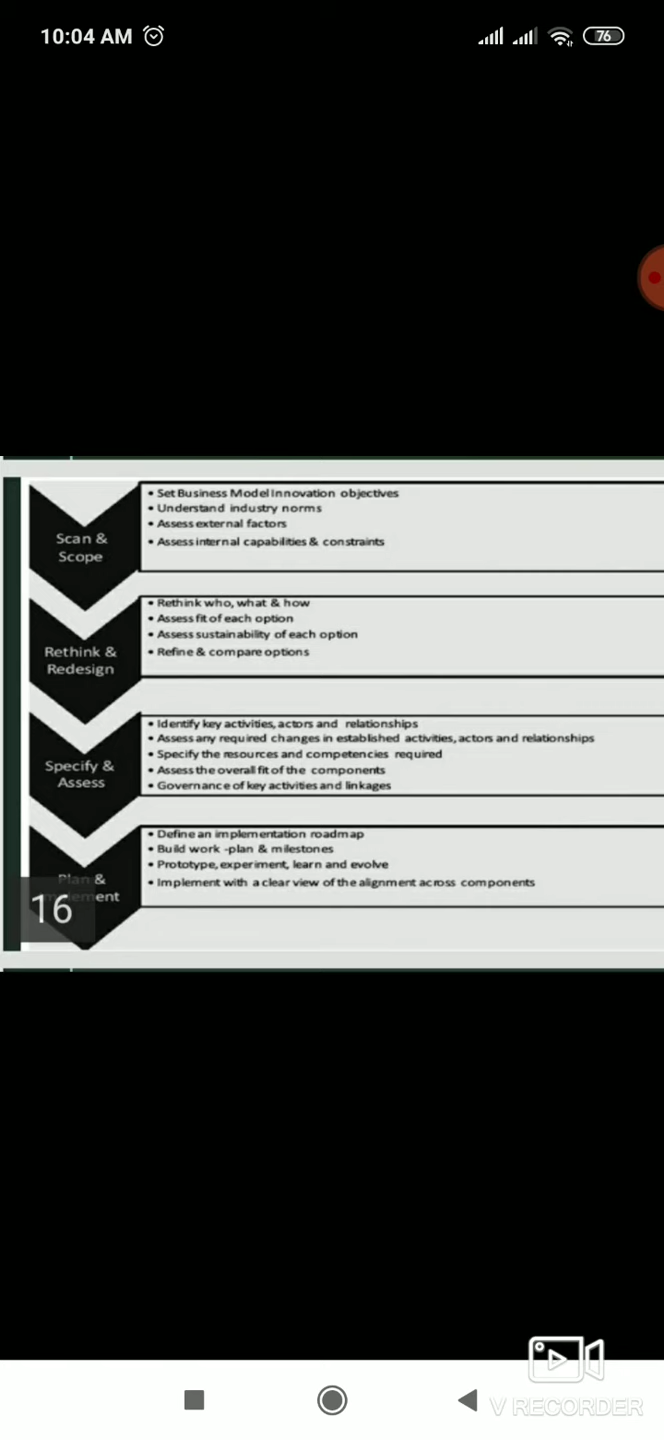 10:04 AM
76
• Set Business Model Innovation objectives
• Understand industry norms
• Assess external factors
• Assess internal capabilities & constraints
Scan &
Scope
• Rethink who, what & how
• Assess fit of each option
• Assess sustainability of each option
• Refine & compare options
Rethink &
Redesign
• Identify key activities, actors and relationships
• Assess any required changes in established activities, actors and relationships
• Specify the resources and competencies required
• Assess the overall fit of the components
• Governance of key activities and linkages
Specify &
Assess
• Define an implementation roadmap
• Build work -plan & milestones
• Prototype, experiment, learn and evolve
• Implement with a clear view of the alignment across components
Plan &
ent
16
V RECORDER